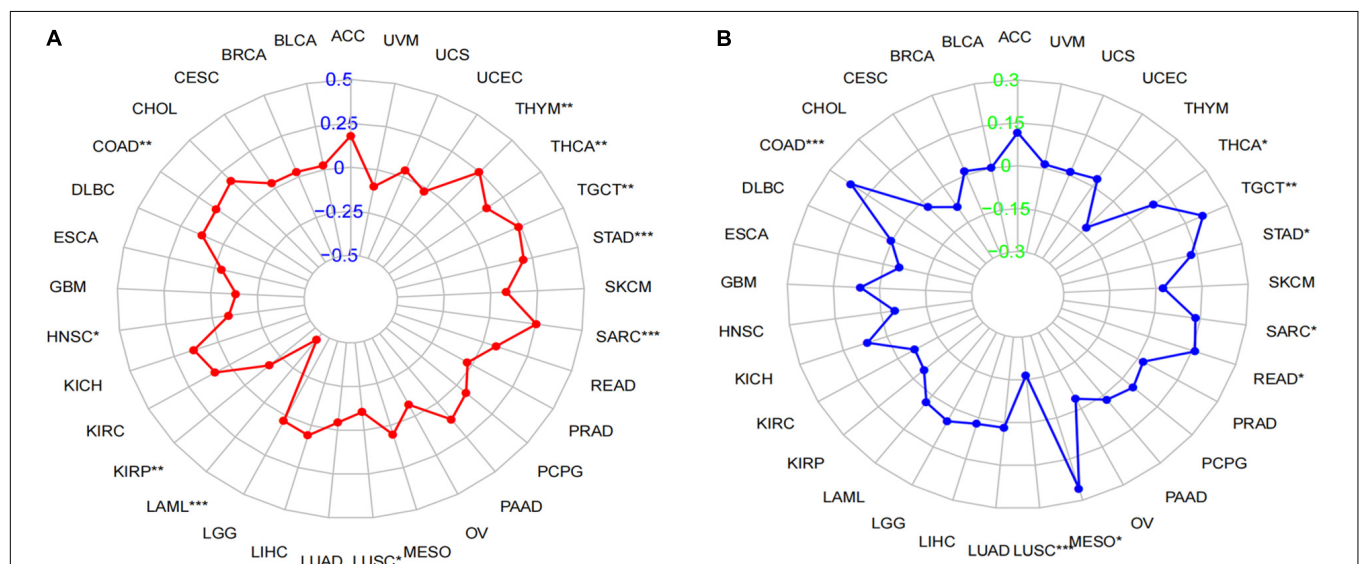 A
ACC
UVM
UCS
UCEC
THYM**
THCA**
TGCT**
STAD***
SKCM
SARC***
READ
PRAD
PCPG
PAAD
OV
MESO
LUSC*
LUAD
LIHC
LGG
LAML***
KIRP**
KIRC
KICH
HNSC*
GBM
ESCA
DLBC
COAD**
CHOL
CESC
BRCA
BLCA
0.5
0.25
0
−0.25
−0.5
B
ACC
UVM
UCS
UCEC
THYM
THCA*
TGCT**
STAD*
SKCM
SARC*
READ*
PRAD
PCPG
PAAD
OV
MESO*
LUSC***
LUAD
LIHC
LGG
LAML
KIRP
KIRC
KICH
HNSC
GBM
ESCA
DLBC
COAD***
CHOL
CESC
BRCA
BLCA
0.3
0.15
0
−0.15
−0.3